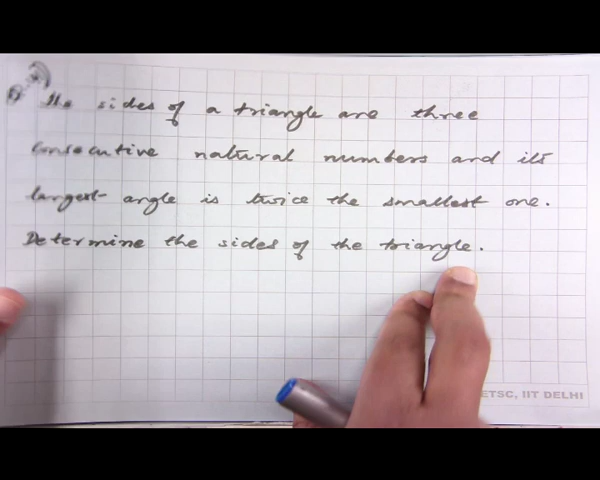 The sides of a triangle are three
consecutive natural numbers and its
largest angle is twice the smallest one.
Determine the sides of the triangle.
ETSC, IIT DELHI